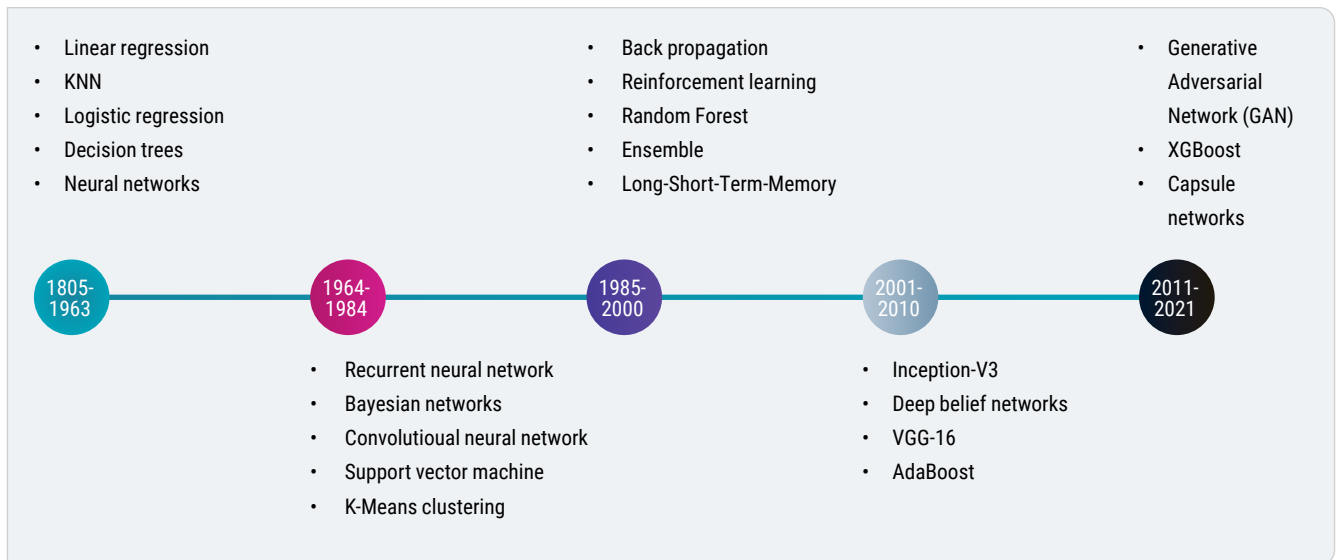 • Linear regression
• KNN
• Logistic regression
• Decision trees
• Neural networks
• Back propagation
• Reinforcement learning
• Random Forest
• Ensemble
• Long-Short-Term-Memory
• Generative
Adversarial
Network (GAN)
• XGBoost
• Capsule
networks
1805-
1963
1964-
1984
1985-
2000
2001-
2010
2011-
2021
• Recurrent neural network
• Bayesian networks
• Convolutioual neural network
• Support vector machine
• K-Means clustering
• Inception-V3
• Deep belief networks
• VGG-16
• AdaBoost